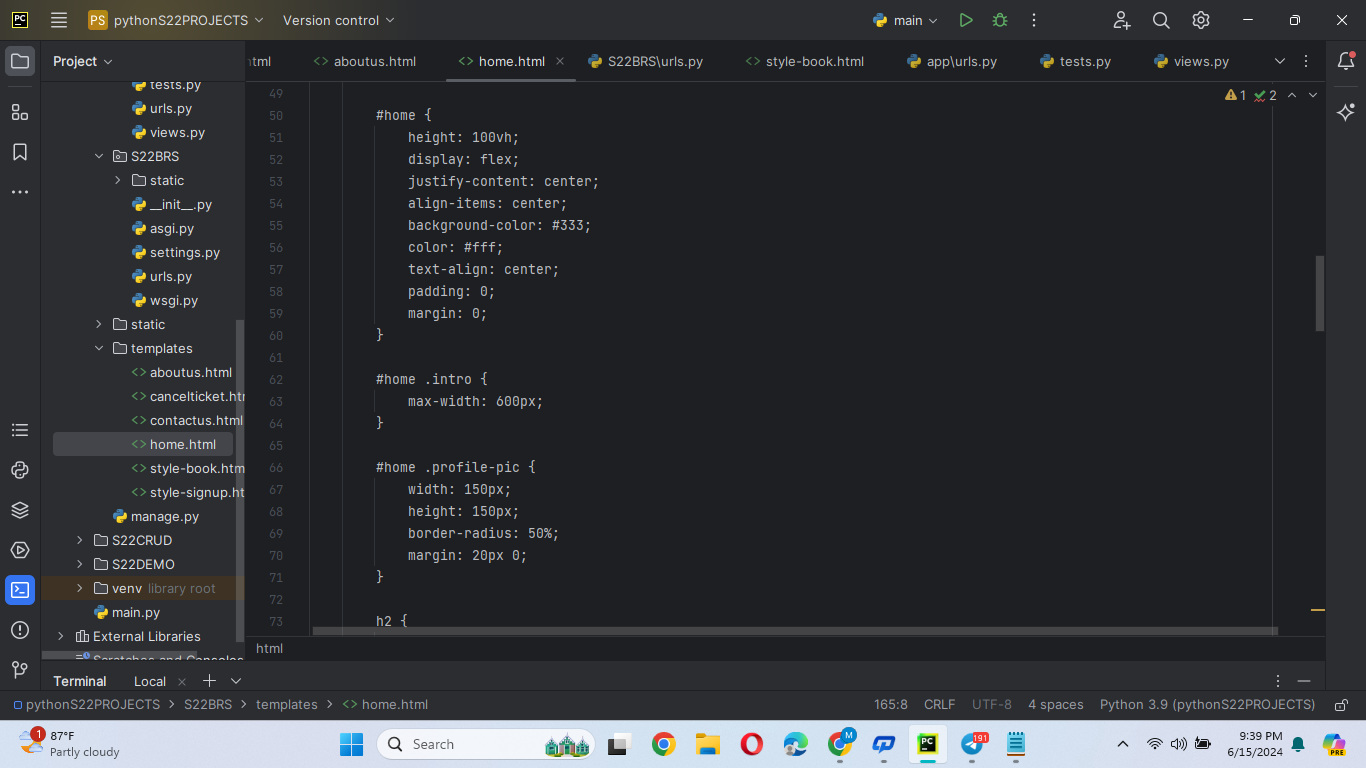 PC
PS pythonS22PROJECTS
Version control
main
Project
html
aboutus.html
home.html
S22BRS\urls.py
style-book.html
app\urls.py
tests.py
views.py
tests.py
urls.py
views.py
S22BRS
static
__init__.py
asgi.py
settings.py
urls.py
wsgi.py
static
templates
aboutus.html
cancelticket.htm
contactus.html
home.html
style-book.htm
style-signup.ht
manage.py
S22CRUD
S22DEMO
venv library root
main.py
External Libraries
Scratches and Consoles
1 2
49
50 #home {
51 height: 100vh;
52 display: flex;
53 justify-content: center;
54 align-items: center;
55 background-color: #333;
56 color: #fff;
57 text-align: center;
58 padding: 0;
59 margin: 0;
60 }
61
62 #home .intro {
63 max-width: 600px;
64 }
65
66 #home .profile-pic {
67 width: 150px;
68 height: 150px;
69 border-radius: 50%;
70 margin: 20px 0;
71 }
72
73 h2 {
html
Terminal Local
pythonS22PROJECTS > S22BRS > templates > home.html
165:8 CRLF UTF-8 4 spaces Python 3.9 (pythonS22PROJECTS)
1
87°F
Partly cloudy
Search
M
PC
191
PRE
9:39 PM
6/15/2024